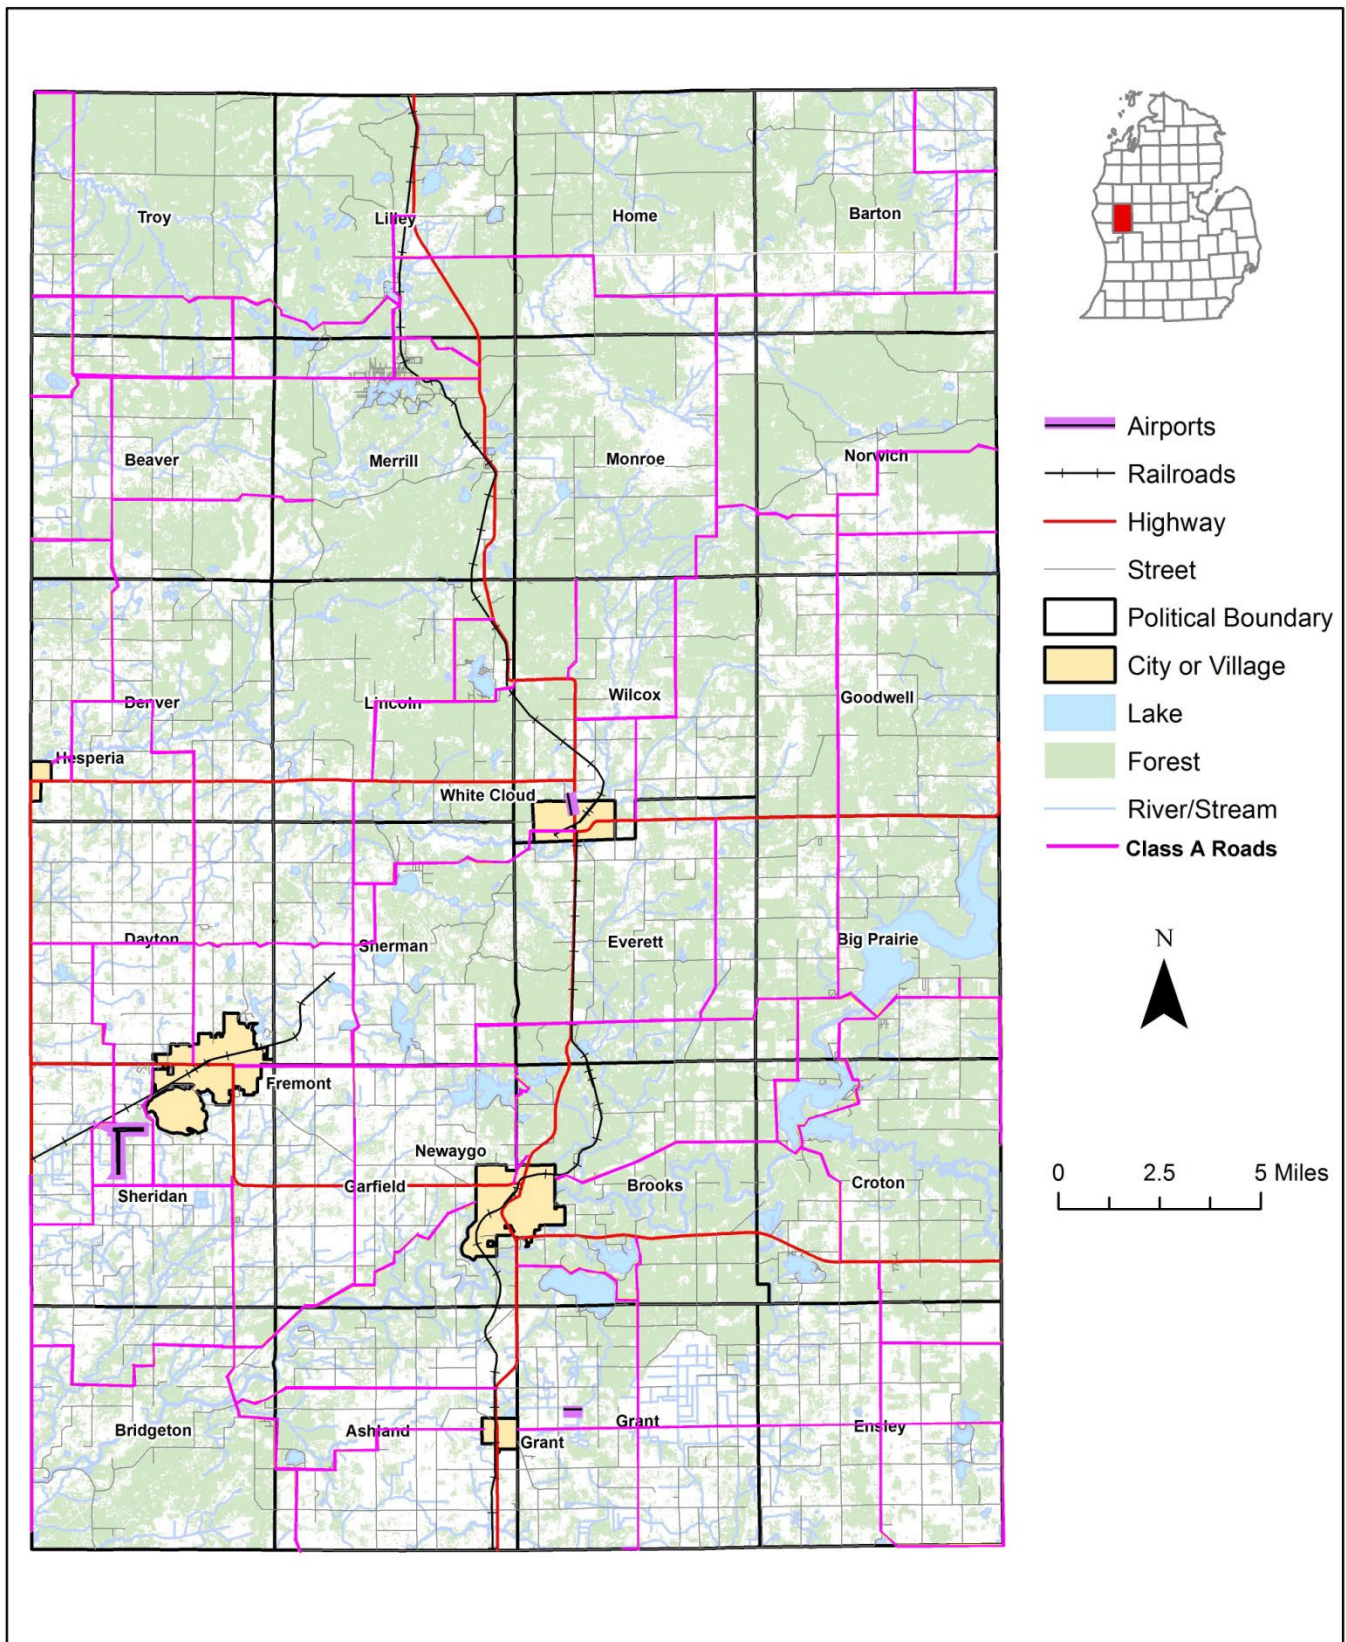 Troy
Lilley
Home
Barton
Beaver
Merrill
Monroe
Norwich
Denver
Lincoln
Wilcox
Goodwell
Hesperia
White Cloud
Dayton
Sherman
Everett
Big Prairie
Fremont
Newaygo
Sheridan
Garfield
Brooks
Croton
Bridgeton
Ashland
Grant
Grant
Ensley
Airports
Railroads
Highway
Street
Political Boundary
City or Village
Lake
Forest
River/Stream
Class A Roads
N
0 2.5 5 Miles